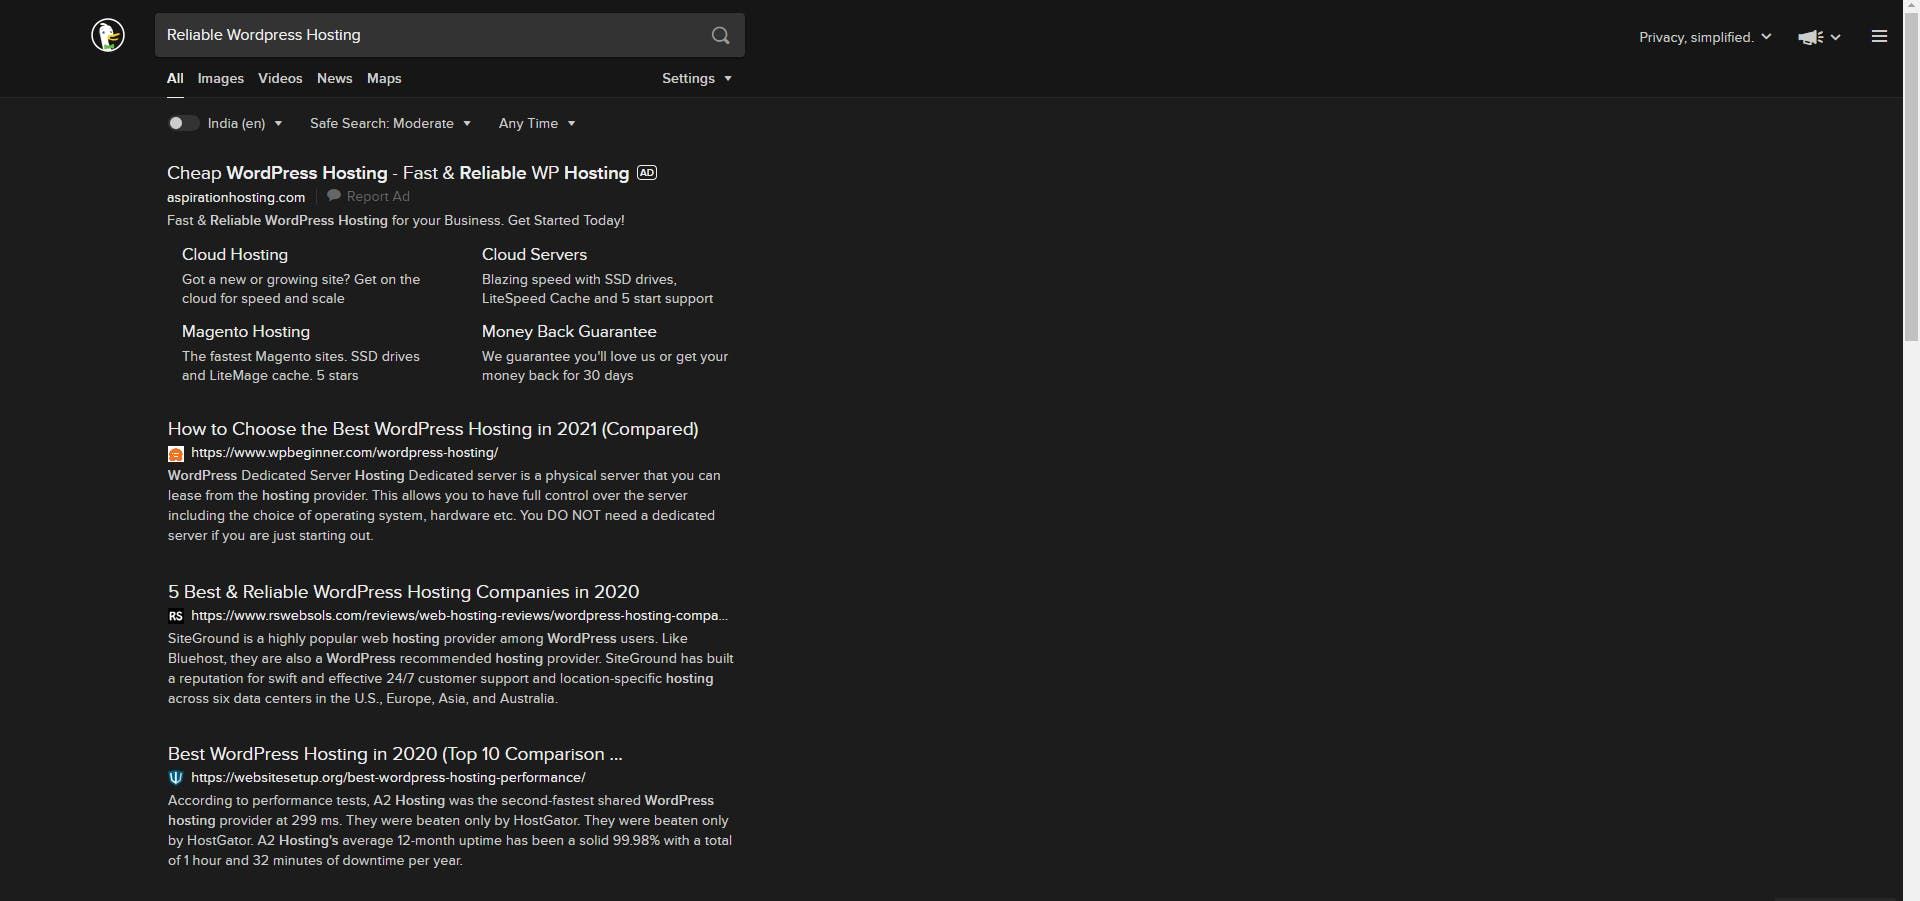 Reliable Wordpress Hosting
Privacy, simplified.
All Images Videos News Maps Settings
India (en) Safe Search: Moderate Any Time
Cheap WordPress Hosting - Fast & Reliable WP Hosting AD
aspirationhosting.com Report Ad
Fast & Reliable WordPress Hosting for your Business. Get Started Today!
Cloud Hosting
Got a new or growing site? Get on the
cloud for speed and scale
Cloud Servers
Blazing speed with SSD drives,
LiteSpeed Cache and 5 start support
Magento Hosting
The fastest Magento sites. SSD drives
and LiteMage cache. 5 stars
Money Back Guarantee
We guarantee you'll love us or get your
money back for 30 days
How to Choose the Best WordPress Hosting in 2021 (Compared)
https://www.wpbeginner.com/wordpress-hosting/
WordPress Dedicated Server Hosting Dedicated server is a physical server that you can
lease from the hosting provider. This allows you to have full control over the server
including the choice of operating system, hardware etc. You DO NOT need a dedicated
server if you are just starting out.
5 Best & Reliable WordPress Hosting Companies in 2020
RS https://www.rswebsols.com/reviews/web-hosting-reviews/wordpress-hosting-compa...
SiteGround is a highly popular web hosting provider among WordPress users. Like
Bluehost, they are also a WordPress recommended hosting provider. SiteGround has built
a reputation for swift and effective 24/7 customer support and location-specific hosting
across six data centers in the U.S., Europe, Asia, and Australia.
Best WordPress Hosting in 2020 (Top 10 Comparison ...
https://websitesetup.org/best-wordpress-hosting-performance/
According to performance tests, A2 Hosting was the second-fastest shared WordPress
hosting provider at 299 ms. They were beaten only by HostGator. They were beaten only
by HostGator. A2 Hosting's average 12-month uptime has been a solid 99.98% with a total
of 1 hour and 32 minutes of downtime per year.